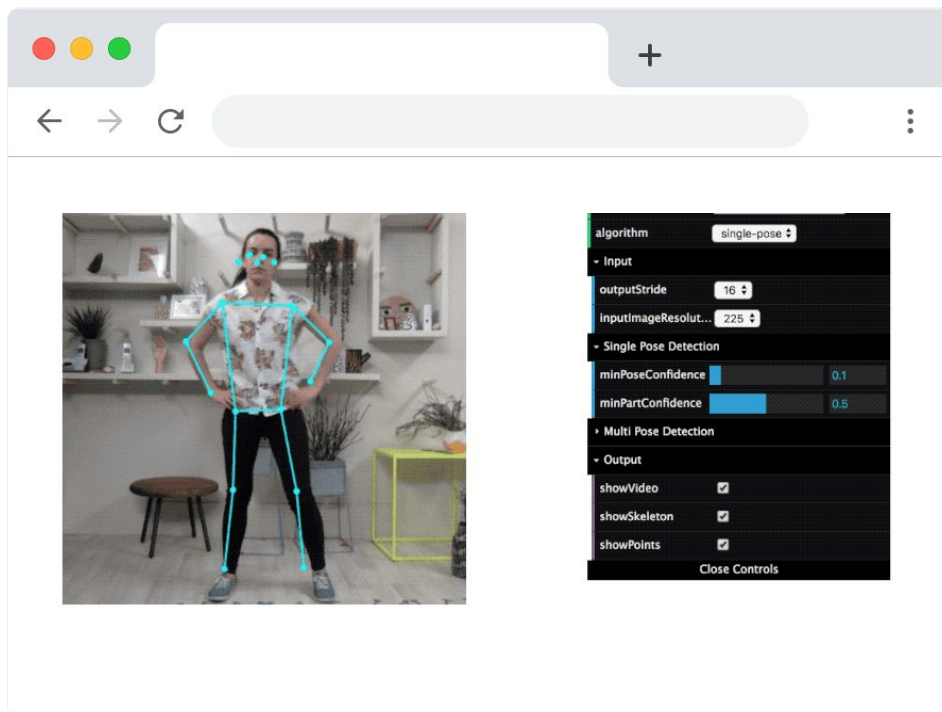 algorithm single-pose
Input
outputStride 16
inputImageResolut... 225
Single Pose Detection
minPoseConfidence 0.1
minPartConfidence 0.5
Multi Pose Detection
Output
showVideo
showSkeleton
showPoints
Close Controls